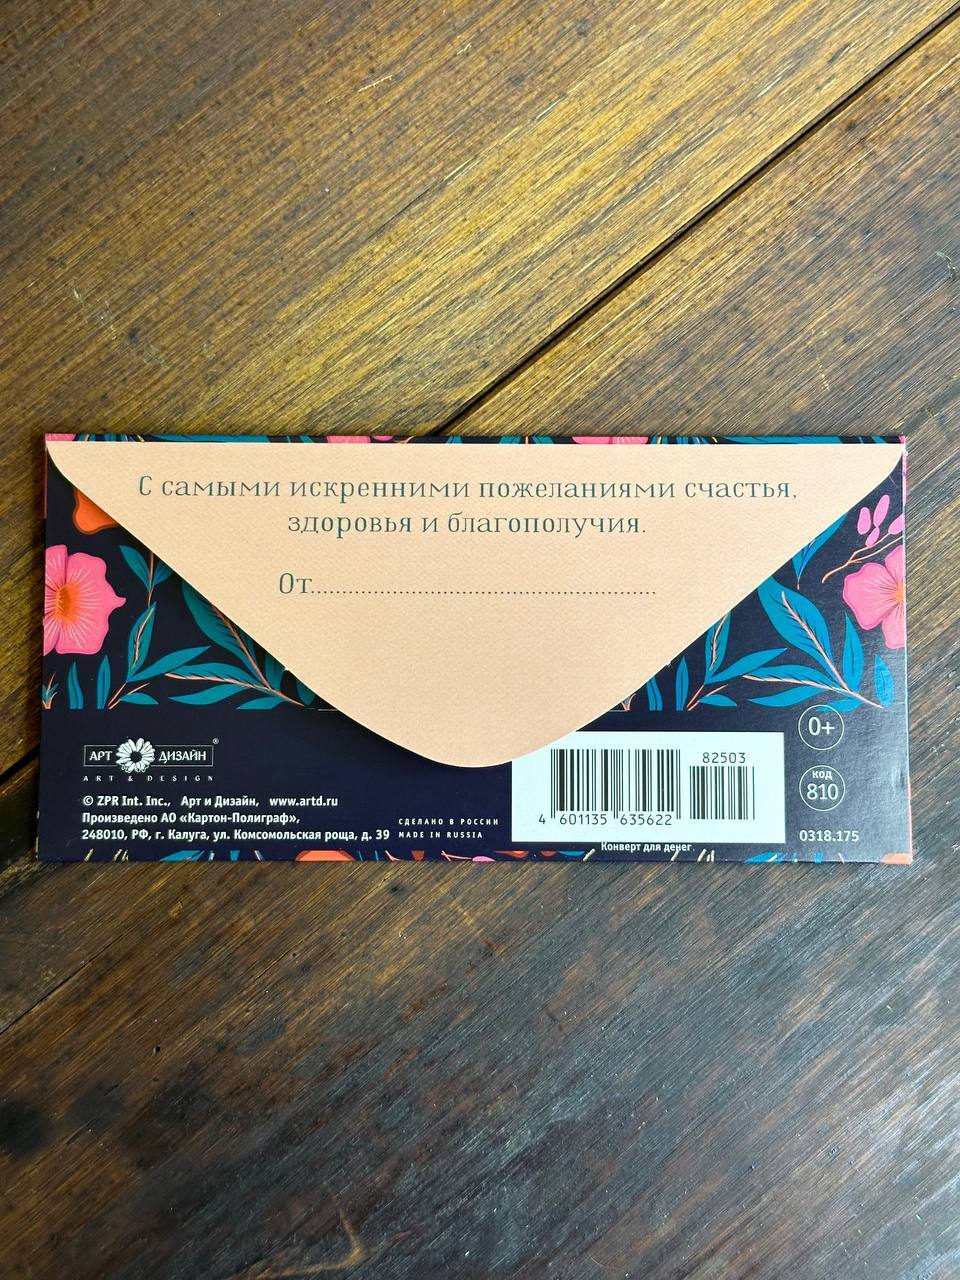 С самыми искренними пожеланиями счастья,
здоровья и благополучия.
От.......................................................
АРТ ДИЗАЙН ®
ART & DESIGN
© ZPR Int. Inc., Арт и Дизайн, www.artd.ru
Произведено АО «Картон-Полиграф»,
248010, РФ, г. Калуга, ул. Комсомольская роща, д. 39
СДЕЛАНО В РОССИИ
MADE IN RUSSIA
82503
4 601135 635622
Конверт для денег
0+
код
810
0318.175